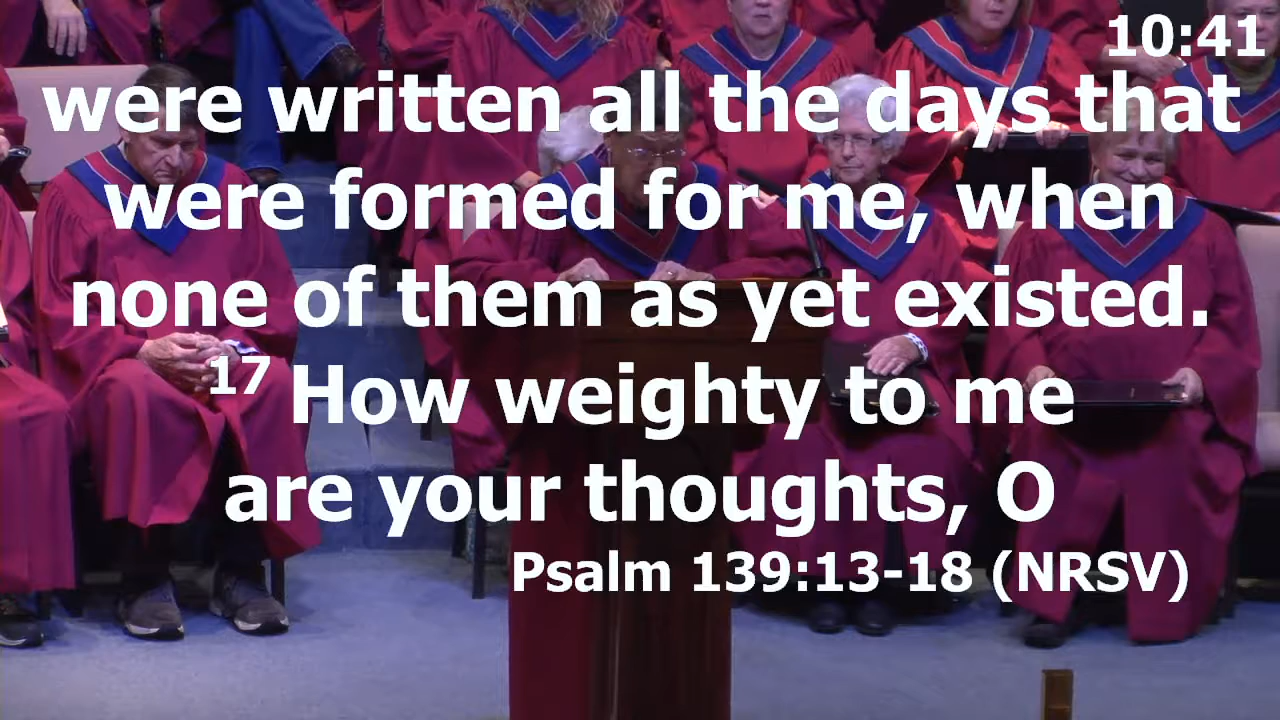 10:41
were written all the days that
were formed for me, when
none of them as yet existed.
17 How weighty to me
are your thoughts, O
Psalm 139:13-18 (NRSV)